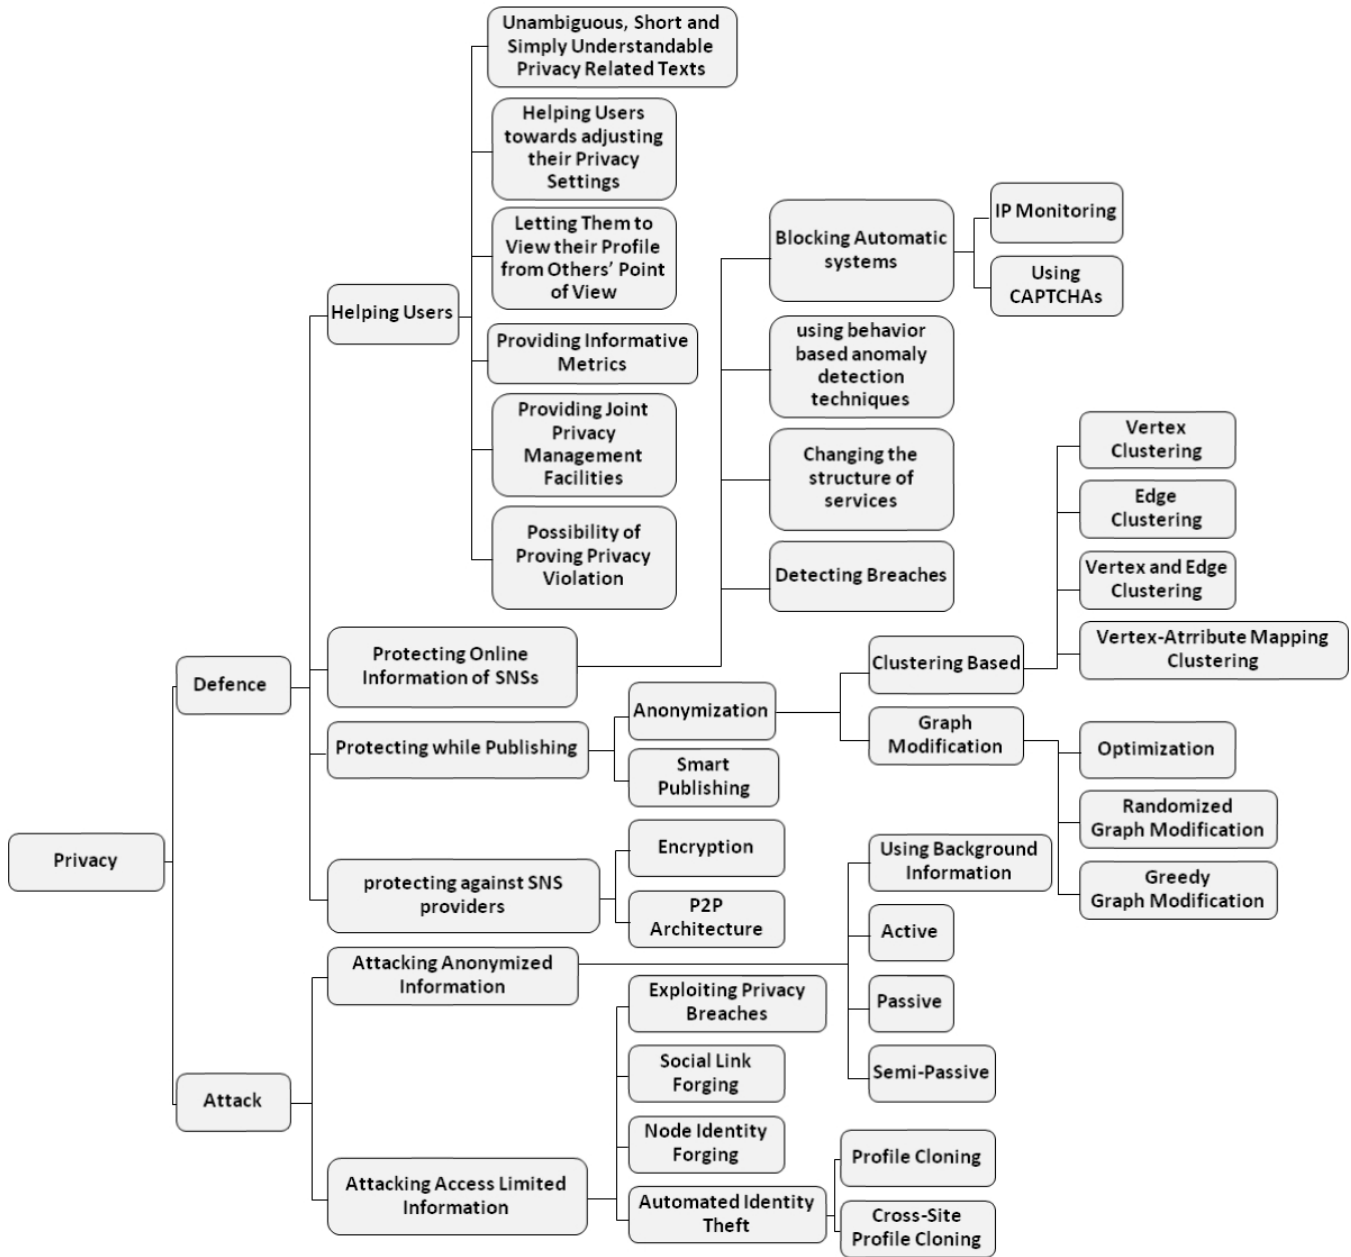 Unambiguous, Short and
Simply Understandable
Privacy Related Texts
Helping Users
towards adjusting
their Privacy
Settings
Letting Them to
View their Profile
from Others' Point
of View
Helping Users
Providing Informative
Metrics
Providing Joint
Privacy
Management
Facilities
Possibility of
Proving Privacy
Violation
Blocking Automatic
systems
IP Monitoring
Using
CAPTCHAs
using behavior
based anomaly
detection
techniques
Changing the
structure of
services
Detecting Breaches
Vertex
Clustering
Edge
Clustering
Vertex and Edge
Clustering
Vertex-Atrribute Mapping
Clustering
Protecting Online
Information of SNSs
Defence
Clustering Based
Anonymization
Graph
Modification
Protecting while Publishing
Smart
Publishing
Optimization
Randomized
Graph Modification
Greedy
Graph Modification
Privacy
protecting against SNS
providers
Encryption
P2P
Architecture
Using Background
Information
Active
Passive
Semi-Passive
Attacking Anonymized
Information
Exploiting Privacy
Breaches
Social Link
Forging
Attack
Node Identity
Forging
Attacking Access Limited
Information
Automated Identity
Theft
Profile Cloning
Cross-Site
Profile Cloning